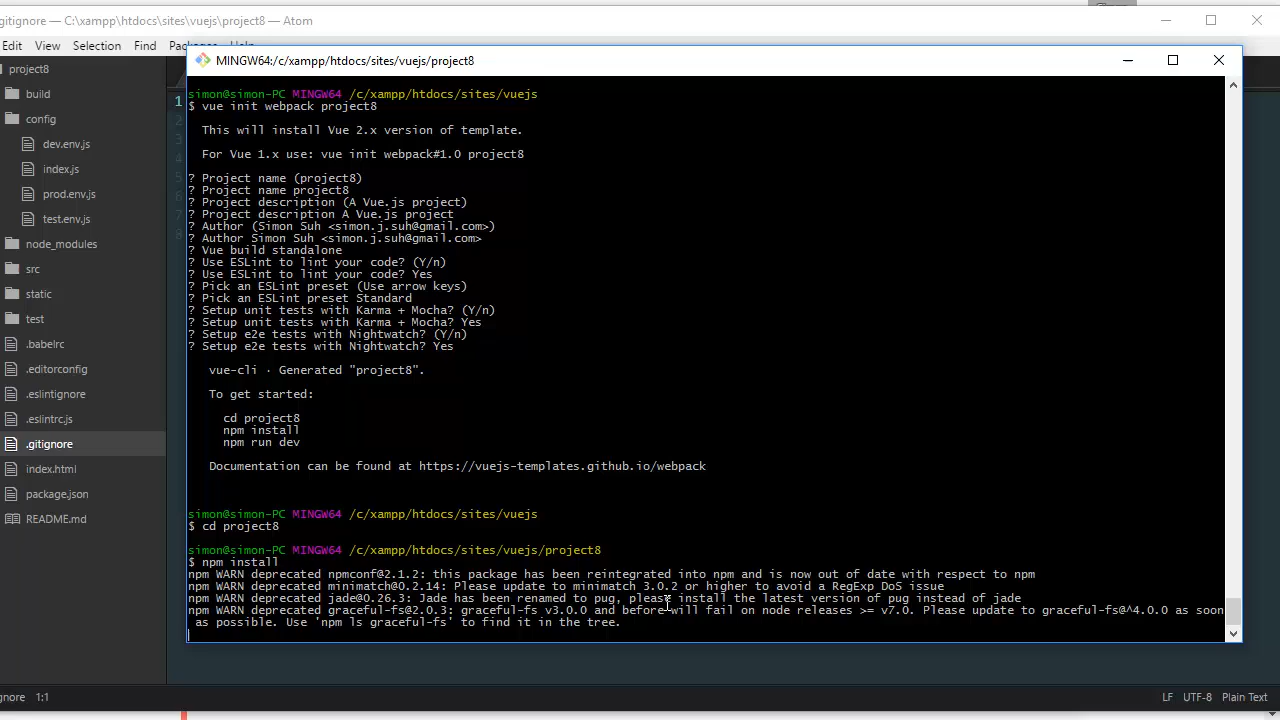 gitignore — C:\xampp\htdocs\sites\vuejs\project8 — Atom
Edit View Selection Find
MINGW64:/c/xampp/htdocs/sites/vuejs/project8
project8
build
config
dev.env.js
index.js
prod.env.js
test.env.js
node_modules
src
static
test
.babelrc
.editorconfig
.eslintignore
.eslintrc.js
.gitignore
index.html
package.json
README.md
1
simon@simon-PC MINGW64 /c/xampp/htdocs/sites/vuejs
$ vue init webpack project8
This will install Vue 2.x version of template.
For Vue 1.x use: vue init webpack#1.0 project8
? Project name (project8)
? Project name project8
? Project description (A Vue.js project)
? Project description A Vue.js project
? Author (Simon Suh <simon.j.suh@gmail.com>)
? Author Simon Suh <simon.j.suh@gmail.com>
? Vue build standalone
? Use ESLint to lint your code? (Y/n)
? Use ESLint to lint your code? Yes
? Pick an ESLint preset (Use arrow keys)
? Pick an ESLint preset Standard
? Setup unit tests with Karma + Mocha? (Y/n)
? Setup unit tests with Karma + Mocha? Yes
? Setup e2e tests with Nightwatch? (Y/n)
? Setup e2e tests with Nightwatch? Yes
vue-cli · Generated "project8".
To get started:
cd project8
npm install
npm run dev
Documentation can be found at https://vuejs-templates.github.io/webpack
simon@simon-PC MINGW64 /c/xampp/htdocs/sites/vuejs
$ cd project8
simon@simon-PC MINGW64 /c/xampp/htdocs/sites/vuejs/project8
$ npm install
npm WARN deprecated npmconf@2.1.2: this package has been reintegrated into npm and is now out of date with respect to npm
npm WARN deprecated minimatch@0.2.14: Please update to minimatch 3.0.2 or higher to avoid a RegExp DoS issue
npm WARN deprecated jade@0.26.3: Jade has been renamed to pug, please install the latest version of pug instead of jade
npm WARN deprecated graceful-fs@2.0.3: graceful-fs v3.0.0 and before will fail on node releases >= v7.0. Please update to graceful-fs@^4.0.0 as soon
as possible. Use 'npm ls graceful-fs' to find it in the tree.
gnore 1:1
LF UTF-8 Plain Text